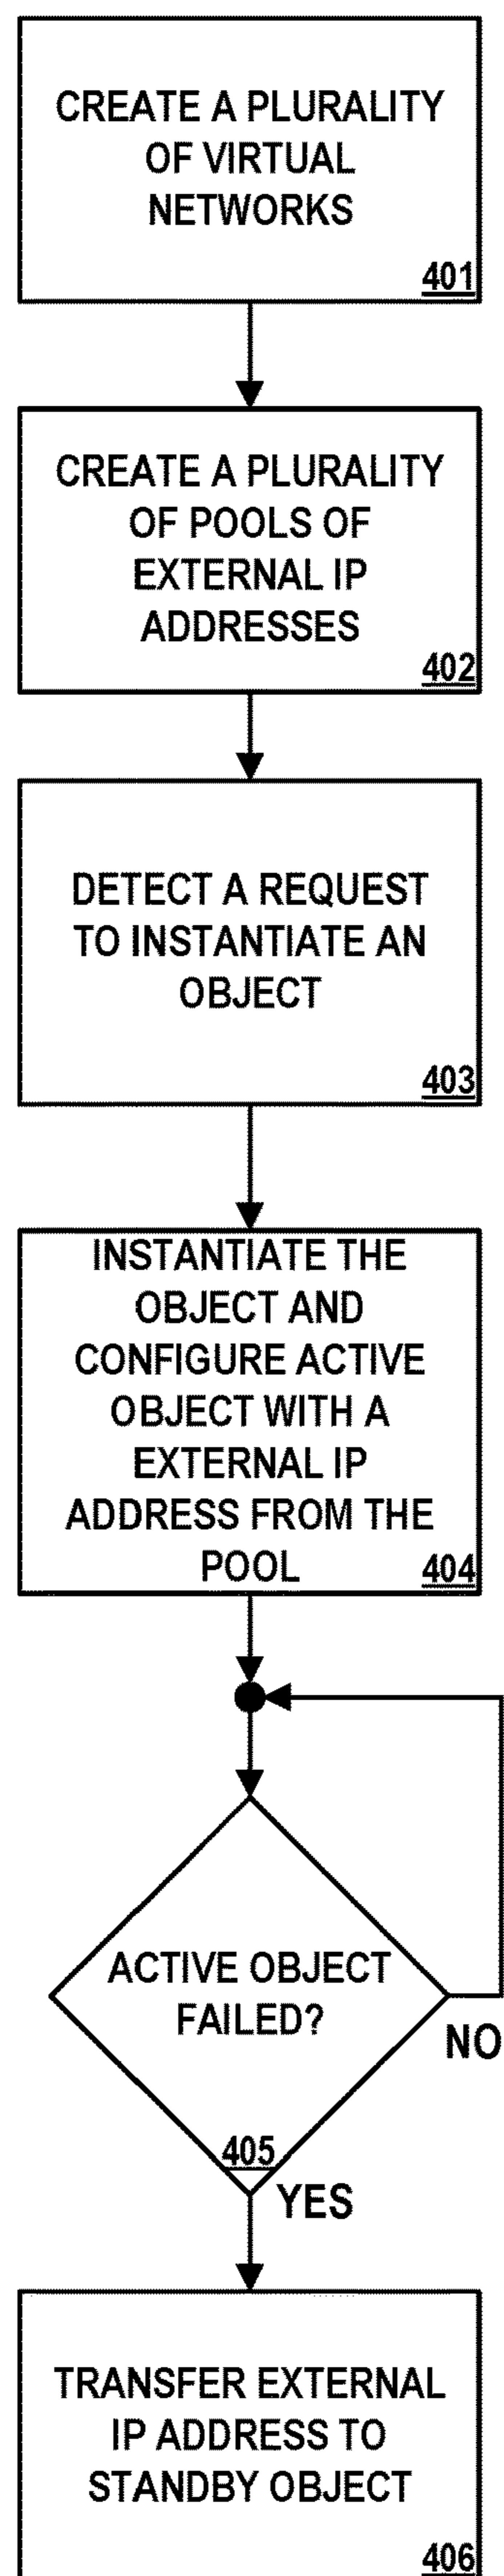 CREATE A PLURALITY
OF VIRTUAL
NETWORKS
401
CREATE A PLURALITY
OF POOLS OF
EXTERNAL IP
ADDRESSES
402
DETECT A REQUEST
TO INSTANTIATE AN
OBJECT
403
INSTANTIATE THE
OBJECT AND
CONFIGURE ACTIVE
OBJECT WITH A
EXTERNAL IP
ADDRESS FROM THE
POOL
404
ACTIVE OBJECT
FAILED?
NO
405
YES
TRANSFER EXTERNAL
IP ADDRESS TO
STANDBY OBJECT
406